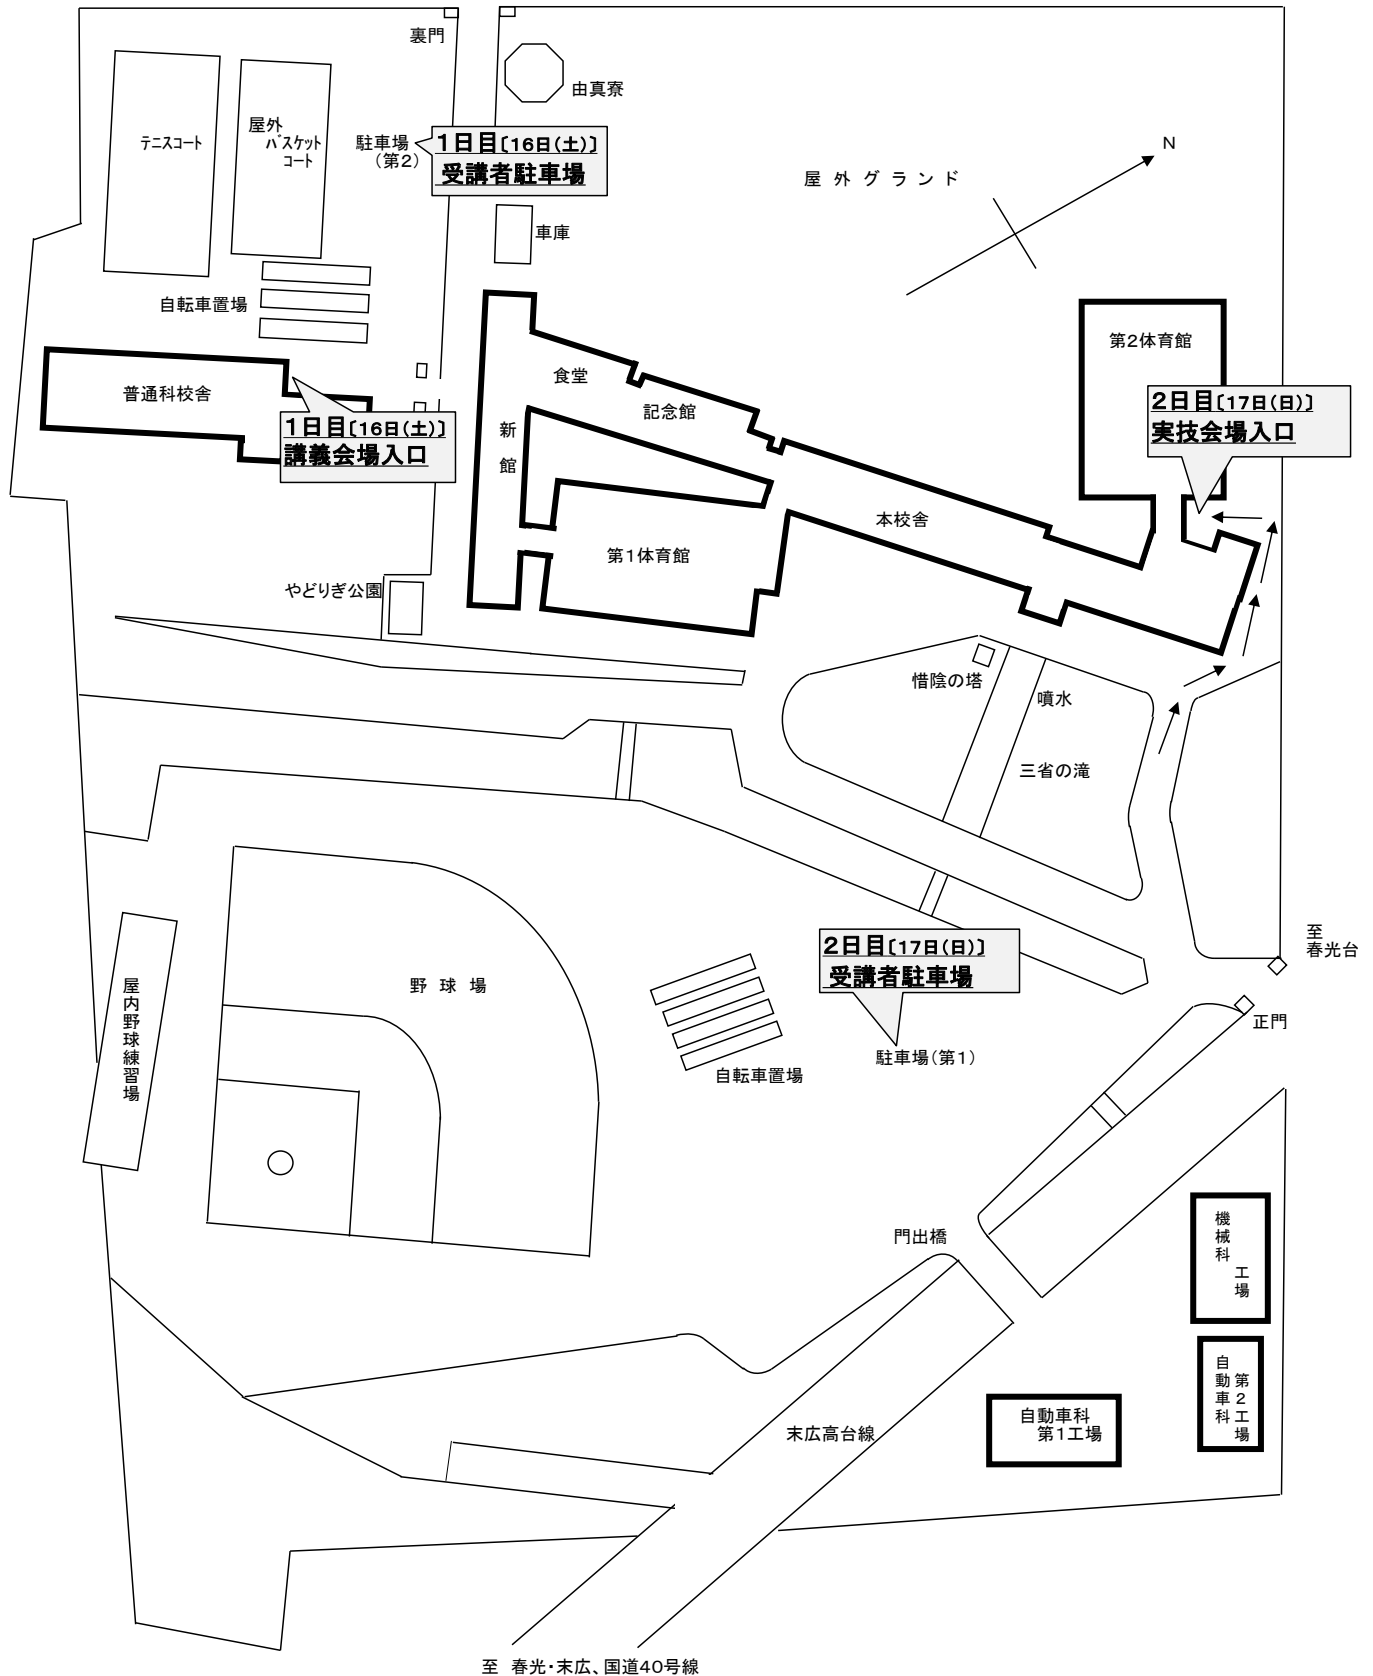 裏門
由真寮
テニスコート
屋外
バスケット
コート
駐車場
（第2）
1日目〔16日（土）〕
受講者駐車場
N
屋 外 グ ラ ン ド
車庫
自転車置場
第2体育館
食堂
普通科校舎
記念館
2日目〔17日（日）〕
実技会場入口
1日目〔16日（土）〕
講義会場入口
新館
本校舎
第1体育館
やどりぎ公園
惜陰の塔
噴水
三省の滝
至
春光台
2日目〔17日（日）〕
受講者駐車場
野 球 場
屋内野球練習場
正門
駐車場（第1）
自転車置場
機械科
工場
門出橋
自動車科
第2工場
自動車科
第1工場
末広高台線
至 春光・末広、国道40号線